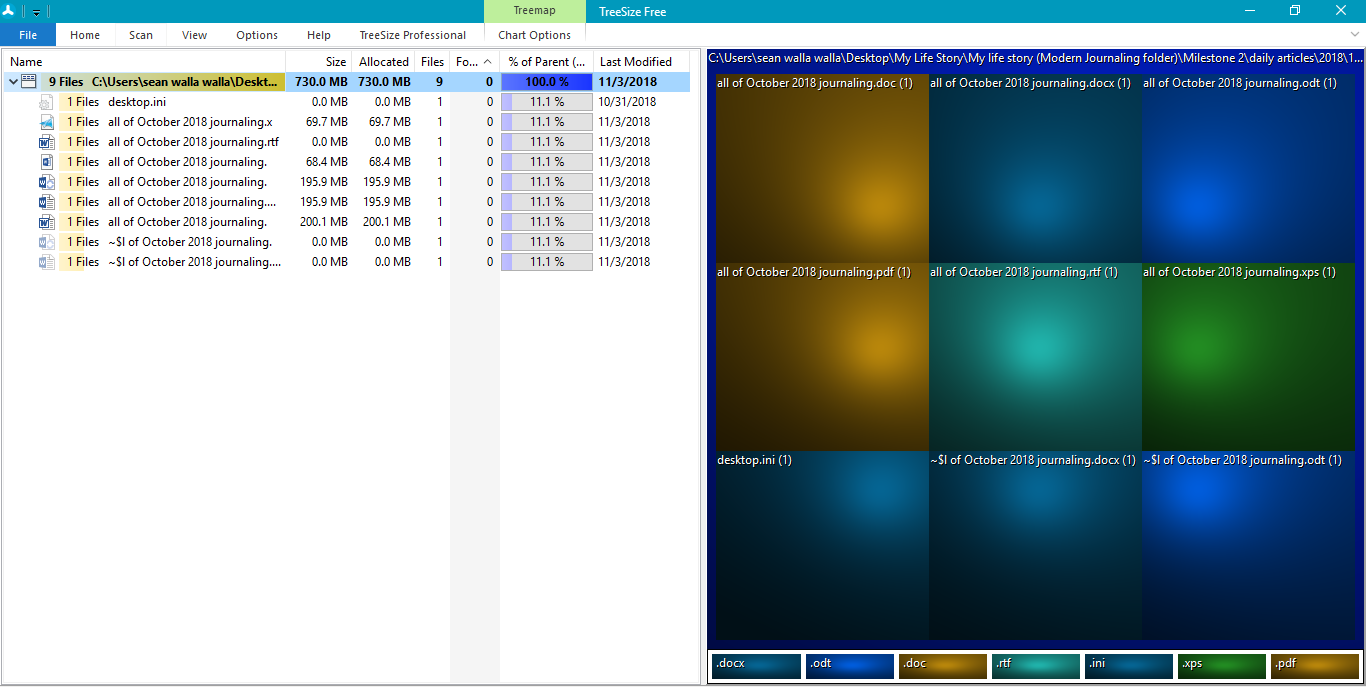 Treemap TreeSize Free
File Home Scan View Options Help TreeSize Professional Chart Options
Name Size Allocated Files Fo... % of Parent (... Last Modified
9 Files C:\Users\sean walla walla\Deskt... 730.0 MB 730.0 MB 9 0 100.0 % 11/3/2018
1 Files desktop.ini 0.0 MB 0.0 MB 1 0 11.1 % 10/31/2018
1 Files all of October 2018 journaling.x 69.7 MB 69.7 MB 1 0 11.1 % 11/3/2018
1 Files all of October 2018 journaling.rtf 0.0 MB 0.0 MB 1 0 11.1 % 11/3/2018
1 Files all of October 2018 journaling. 68.4 MB 68.4 MB 1 0 11.1 % 11/3/2018
1 Files all of October 2018 journaling. 195.9 MB 195.9 MB 1 0 11.1 % 11/3/2018
1 Files all of October 2018 journaling.... 195.9 MB 195.9 MB 1 0 11.1 % 11/3/2018
1 Files all of October 2018 journaling. 200.1 MB 200.1 MB 1 0 11.1 % 11/3/2018
1 Files ~$l of October 2018 journaling. 0.0 MB 0.0 MB 1 0 11.1 % 11/3/2018
1 Files ~$l of October 2018 journaling.... 0.0 MB 0.0 MB 1 0 11.1 % 11/3/2018
C:\Users\sean walla walla\Desktop\My Life Story\My life story (Modern Journaling folder)\Milestone 2\daily articles\2018\1...
all of October 2018 journaling.doc (1) all of October 2018 journaling.docx (1) all of October 2018 journaling.odt (1)
all of October 2018 journaling.pdf (1) all of October 2018 journaling.rtf (1) all of October 2018 journaling.xps (1)
desktop.ini (1) ~$l of October 2018 journaling.docx (1) ~$l of October 2018 journaling.odt (1)
.docx .odt .doc .rtf .ini .xps .pdf